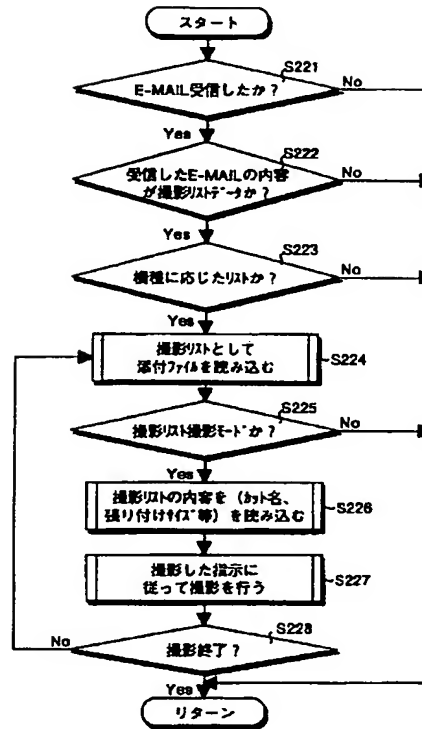 スタート
S221
E-MAIL受信したか？
No
Yes
S222
受信したE-MAILの内容
が撮影リストデータか？
No
Yes
S223
機種に応じたリストか？
No
Yes
撮影リストとして
添付ファイルを読み込む
S224
S225
撮影リスト撮影モードか？
No
Yes
撮影リストの内容を（カット名、
張り付けサイズ等）を読み込む
S226
撮影した指示に
従って撮影を行う
S227
S228
撮影終了？
No
Yes
リターン